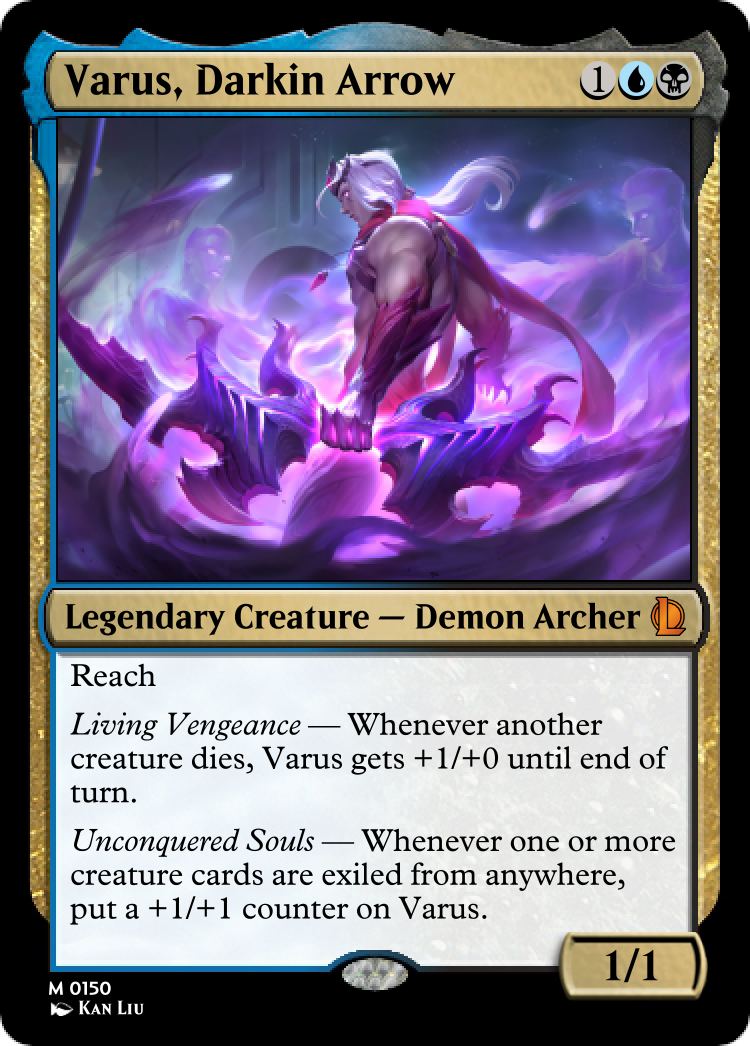 Varus, Darkin Arrow 1
Legendary Creature — Demon Archer
Reach
Living Vengeance — Whenever another
creature dies, Varus gets +1/+0 until end of
turn.
Unconquered Souls — Whenever one or more
creature cards are exiled from anywhere,
put a +1/+1 counter on Varus.
1/1
M 0150
Kan Liu